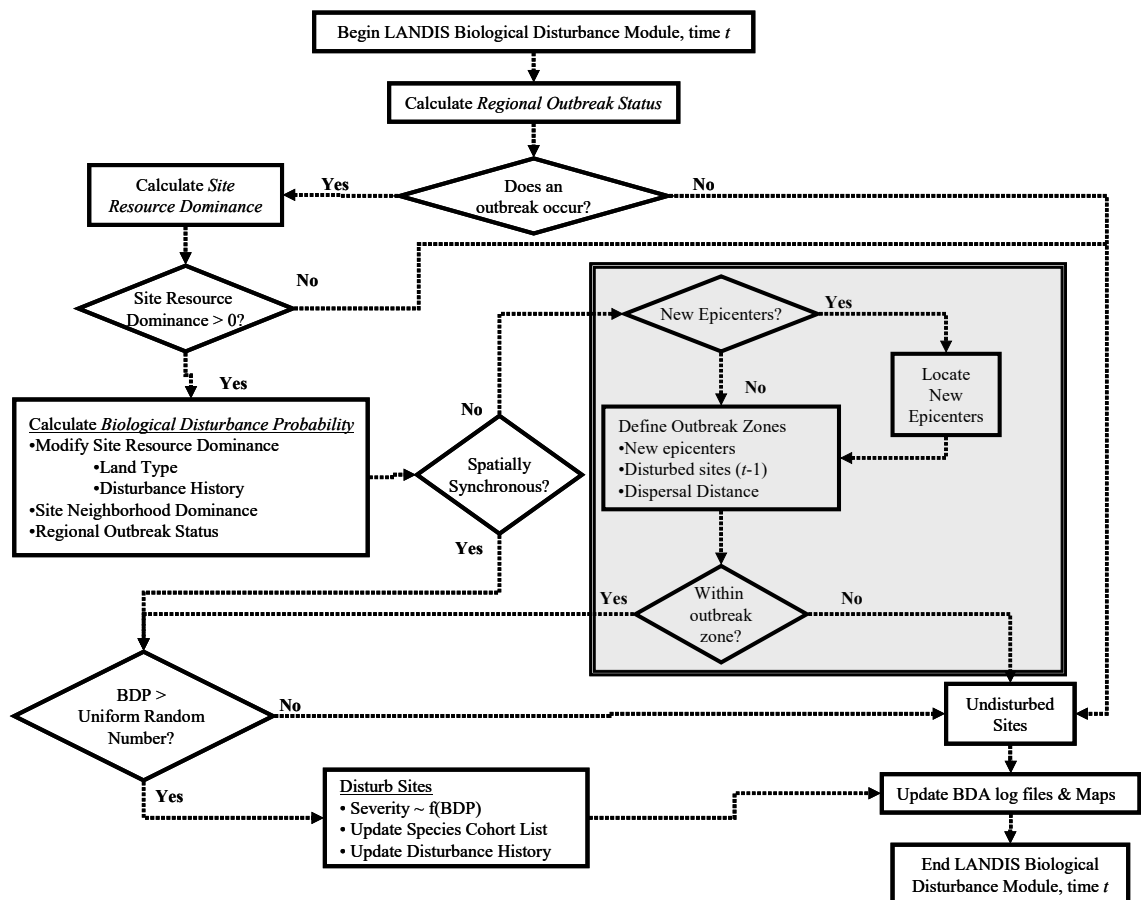 Begin LANDIS Biological Disturbance Module, time t
Calculate Regional Outbreak Status
Does an
outbreak occur?
Yes
No
Calculate Site
Resource Dominance
Site Resource
Dominance > 0?
No
Yes
Calculate Biological Disturbance Probability
•Modify Site Resource Dominance
•Land Type
•Disturbance History
•Site Neighborhood Dominance
•Regional Outbreak Status
Spatially
Synchronous?
No
Yes
New Epicenters?
Yes
No
Locate
New
Epicenters
Define Outbreak Zones
•New epicenters
•Disturbed sites (t-1)
•Dispersal Distance
Within
outbreak
zone?
Yes
No
BDP >
Uniform Random
Number?
No
Yes
Undisturbed
Sites
Disturb Sites
• Severity ~ f(BDP)
• Update Species Cohort List
• Update Disturbance History
Update BDA log files & Maps
End LANDIS Biological
Disturbance Module, time t